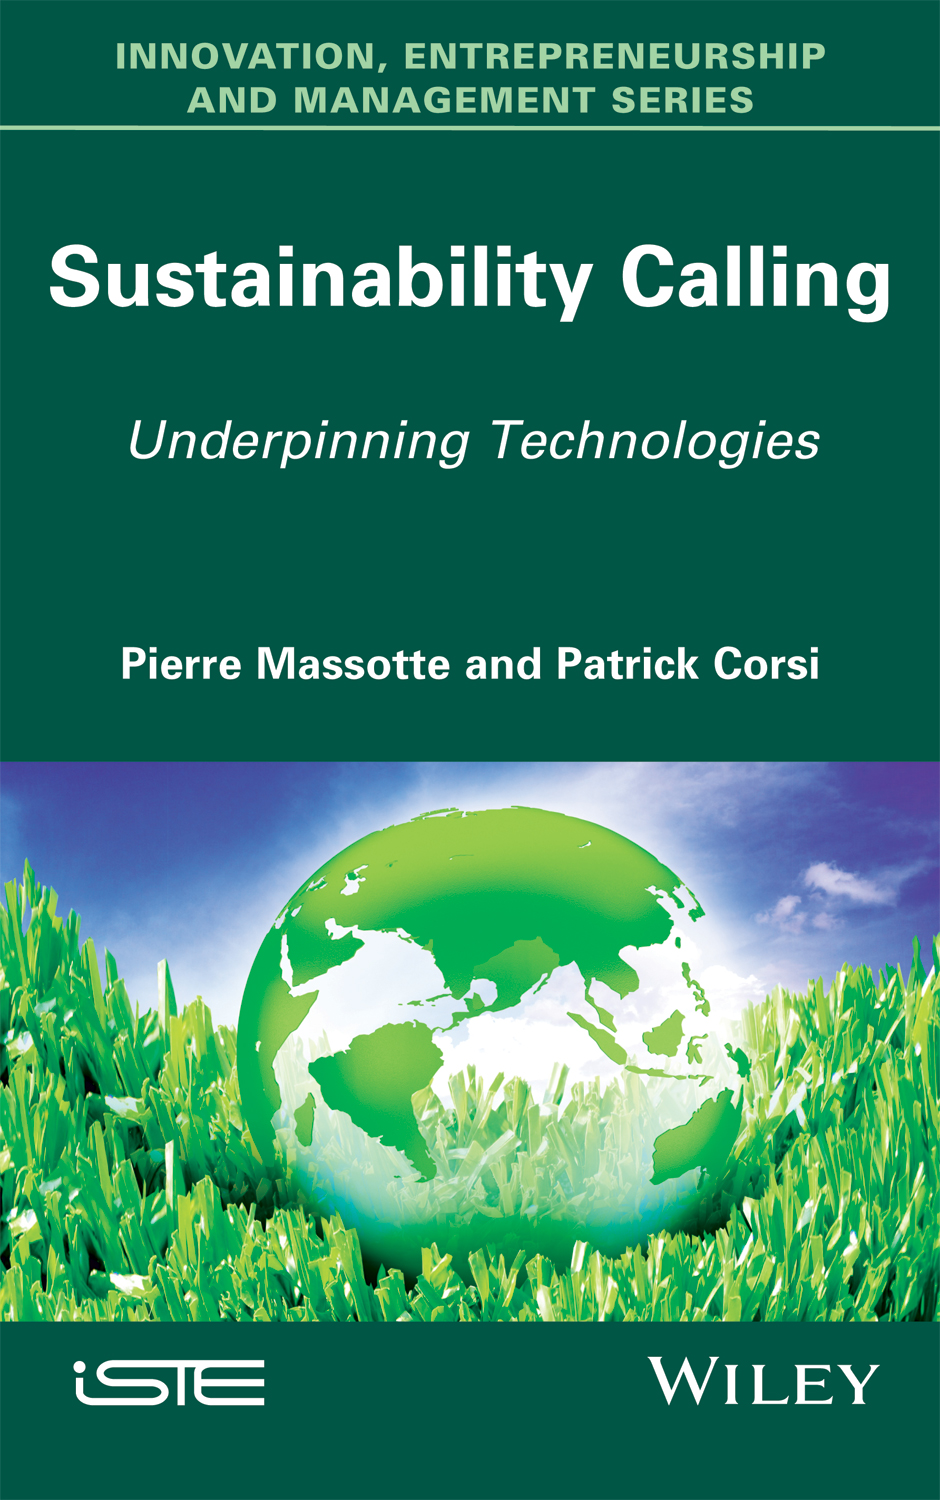 INNOVATION, ENTREPRENEURSHIP
AND MANAGEMENT SERIES
Sustainability Calling
Underpinning Technologies
Pierre Massotte and Patrick Corsi
iSTE
WILEY